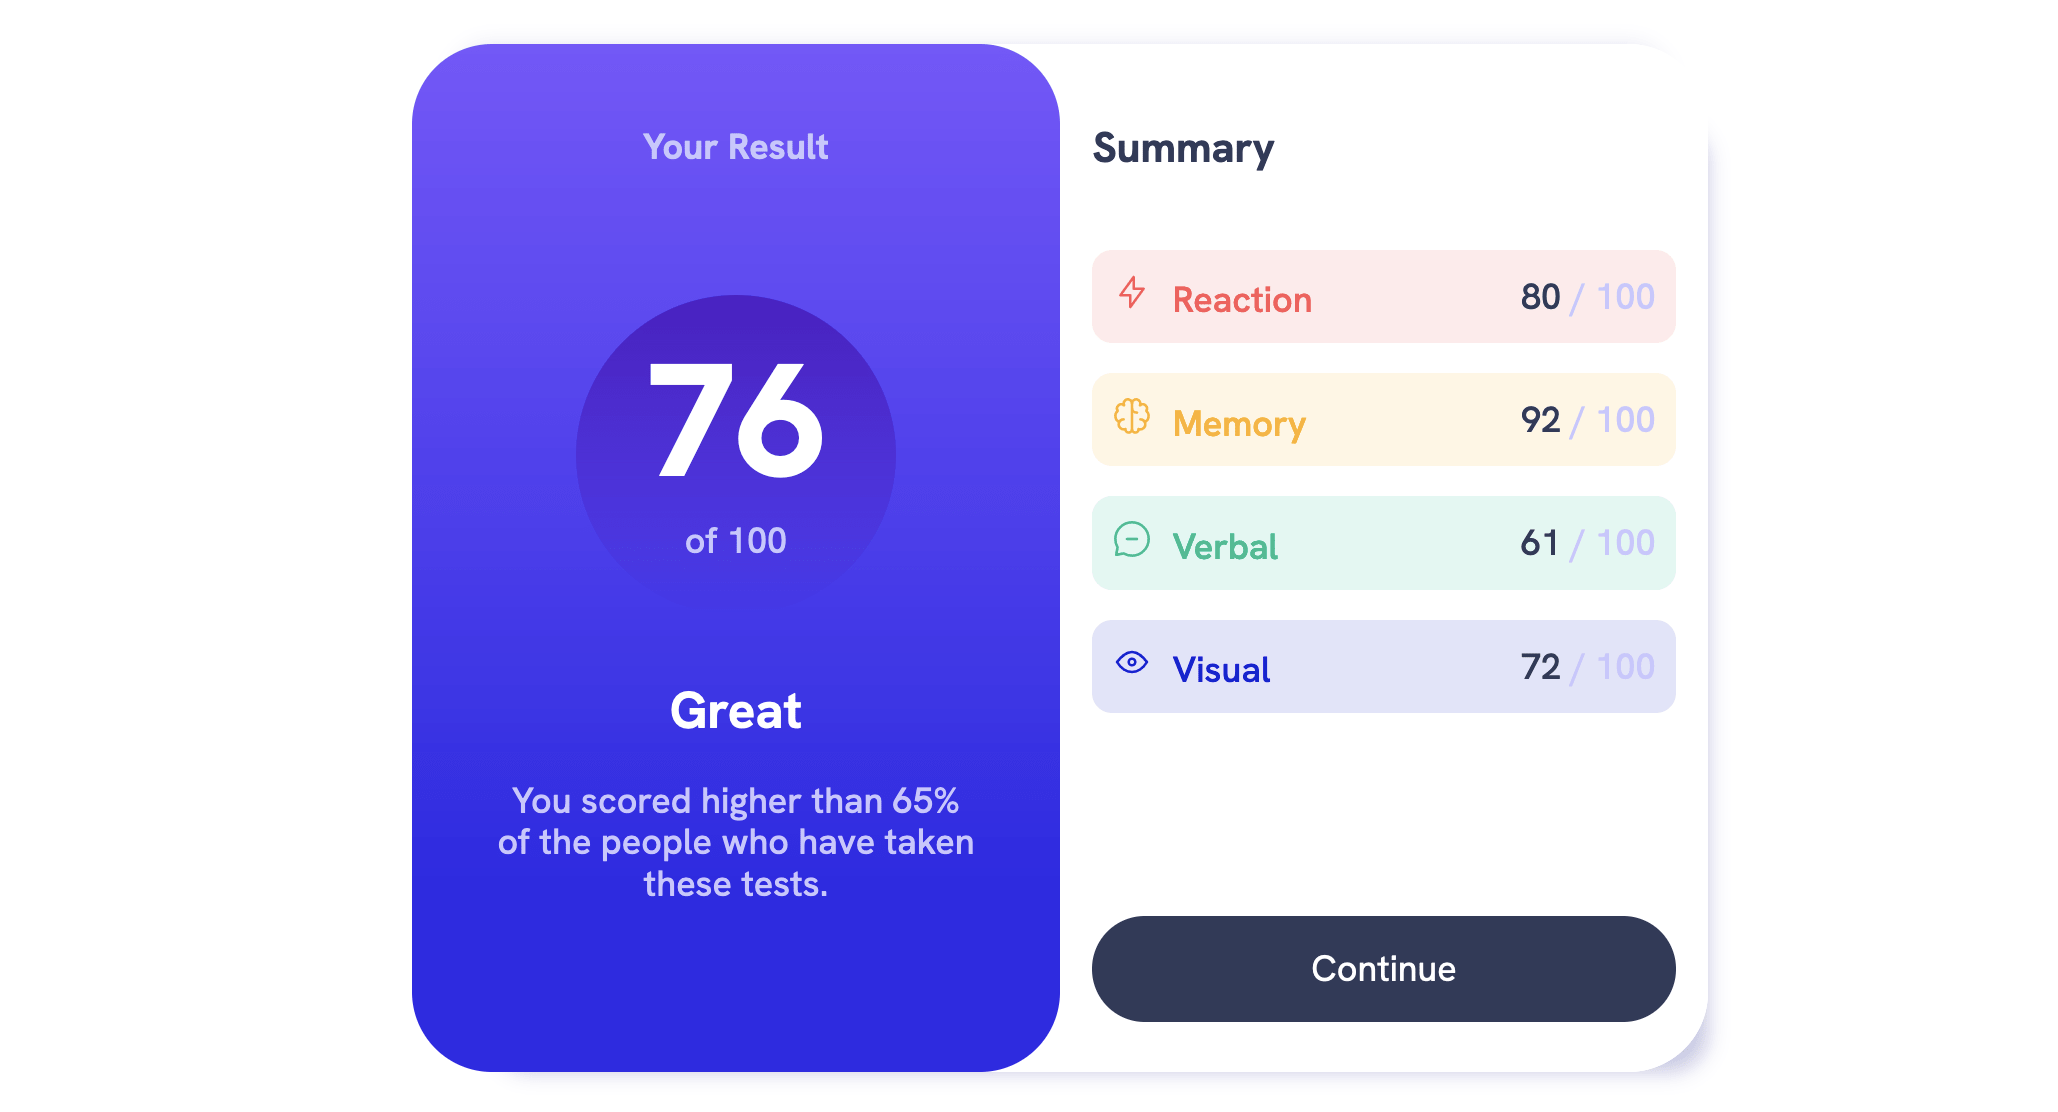 Your Result
76
of 100
Great
You scored higher than 65%
of the people who have taken
these tests.
Summary
Reaction 80 / 100
Memory 92 / 100
Verbal 61 / 100
Visual 72 / 100
Continue